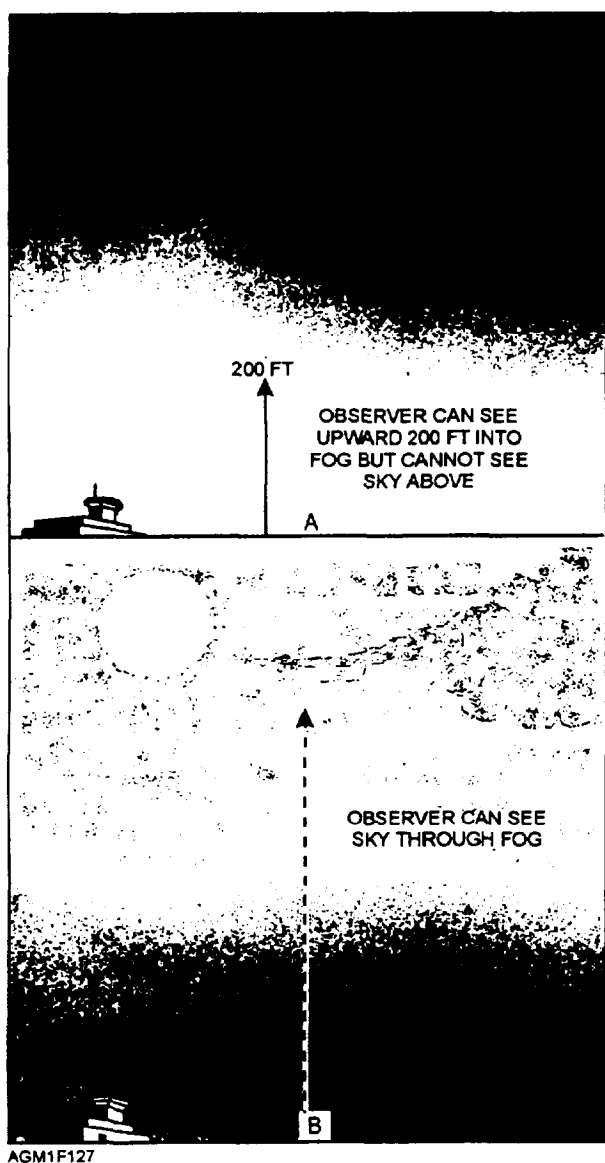 200 FT
OBSERVER CAN SEE
UPWARD 200 FT INTO
FOG BUT CANNOT SEE
SKY ABOVE
A
OBSERVER CAN SEE
SKY THROUGH FOG
B
AGM1F127